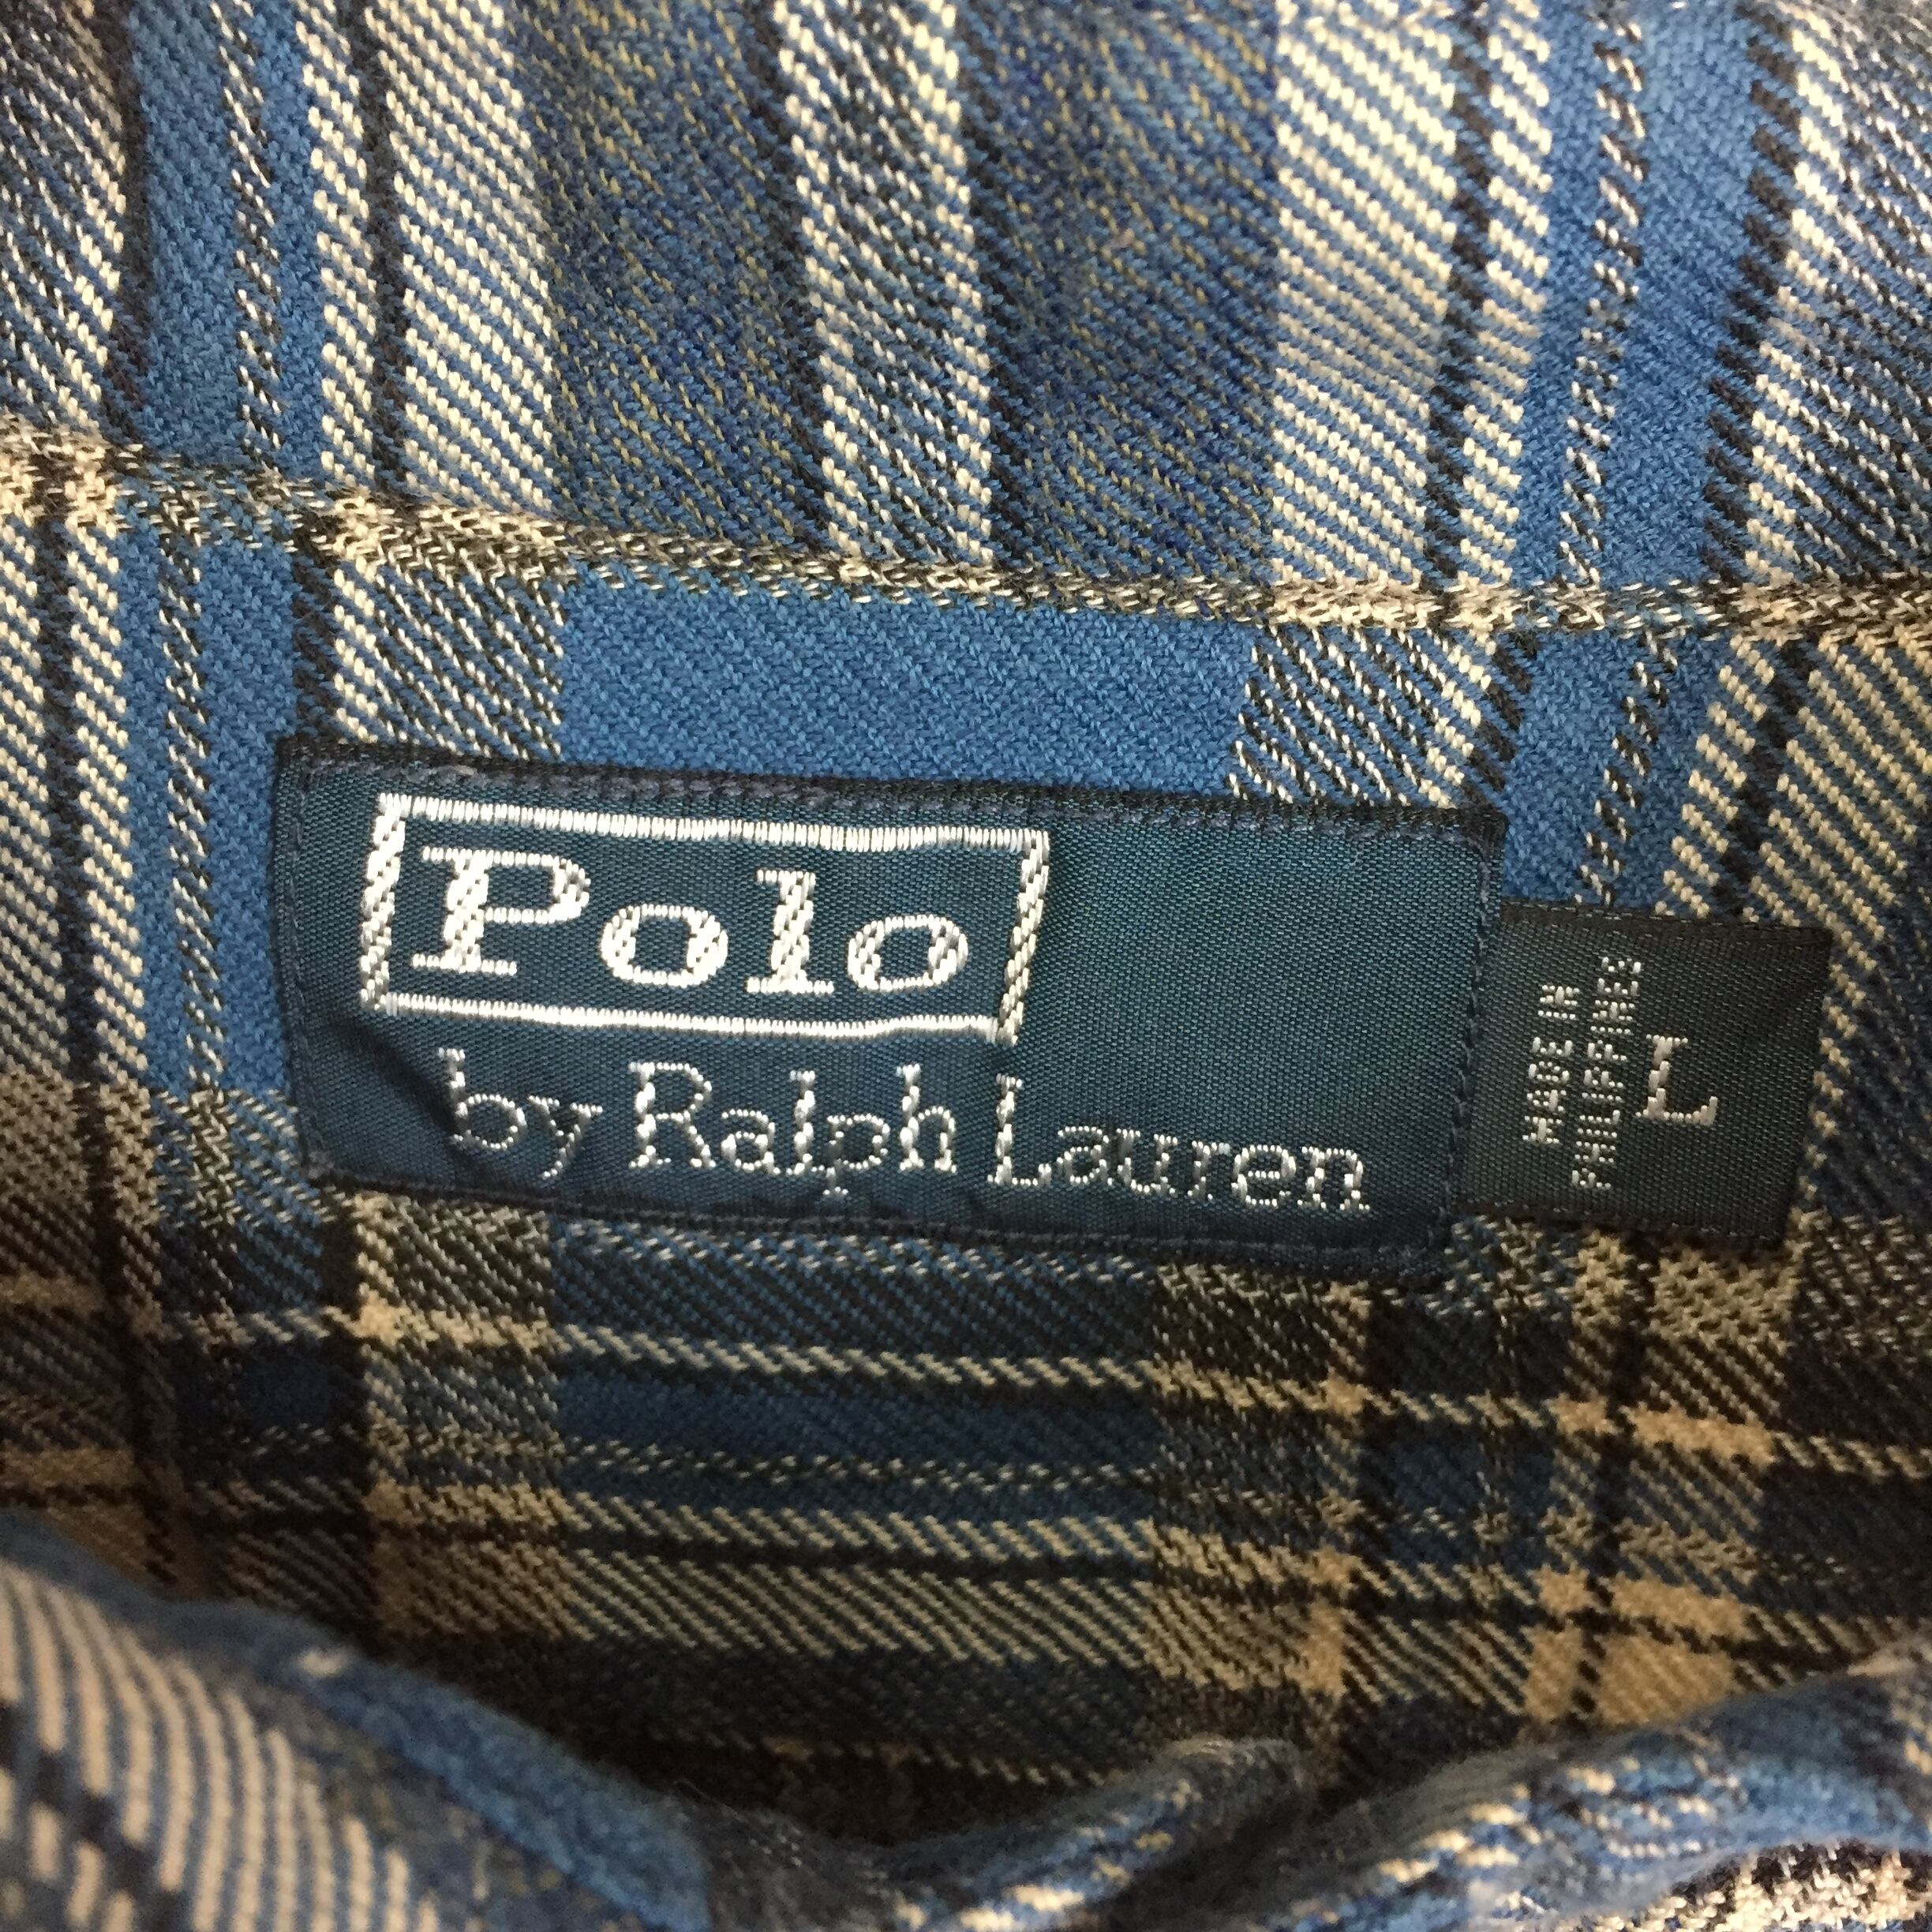 Polo
by Ralph Lauren
MADE IN
PHILIPPINES
L